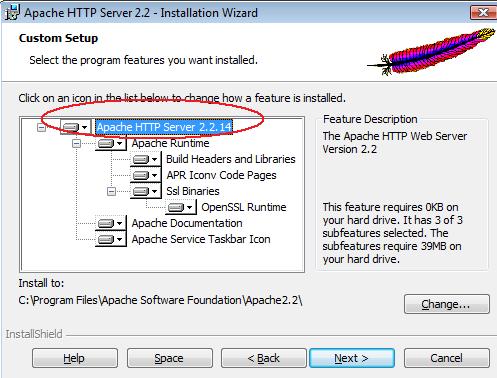 Apache HTTP Server 2.2 - Installation Wizard
Custom Setup
Select the program features you want installed.
Click on an icon in the list below to change how a feature is installed.
Apache HTTP Server 2.2.14
Apache Runtime
Build Headers and Libraries
APR Iconv Code Pages
Ssl Binaries
OpenSSL Runtime
Apache Documentation
Apache Service Taskbar Icon
Feature Description
The Apache HTTP Web Server
Version 2.2
This feature requires 0KB on
your hard drive. It has 3 of 3
subfeatures selected. The
subfeatures require 39MB on
your hard drive.
Install to:
C:\Program Files\Apache Software Foundation\Apache2.2\
Change...
InstallShield
Help
Space
< Back
Next >
Cancel